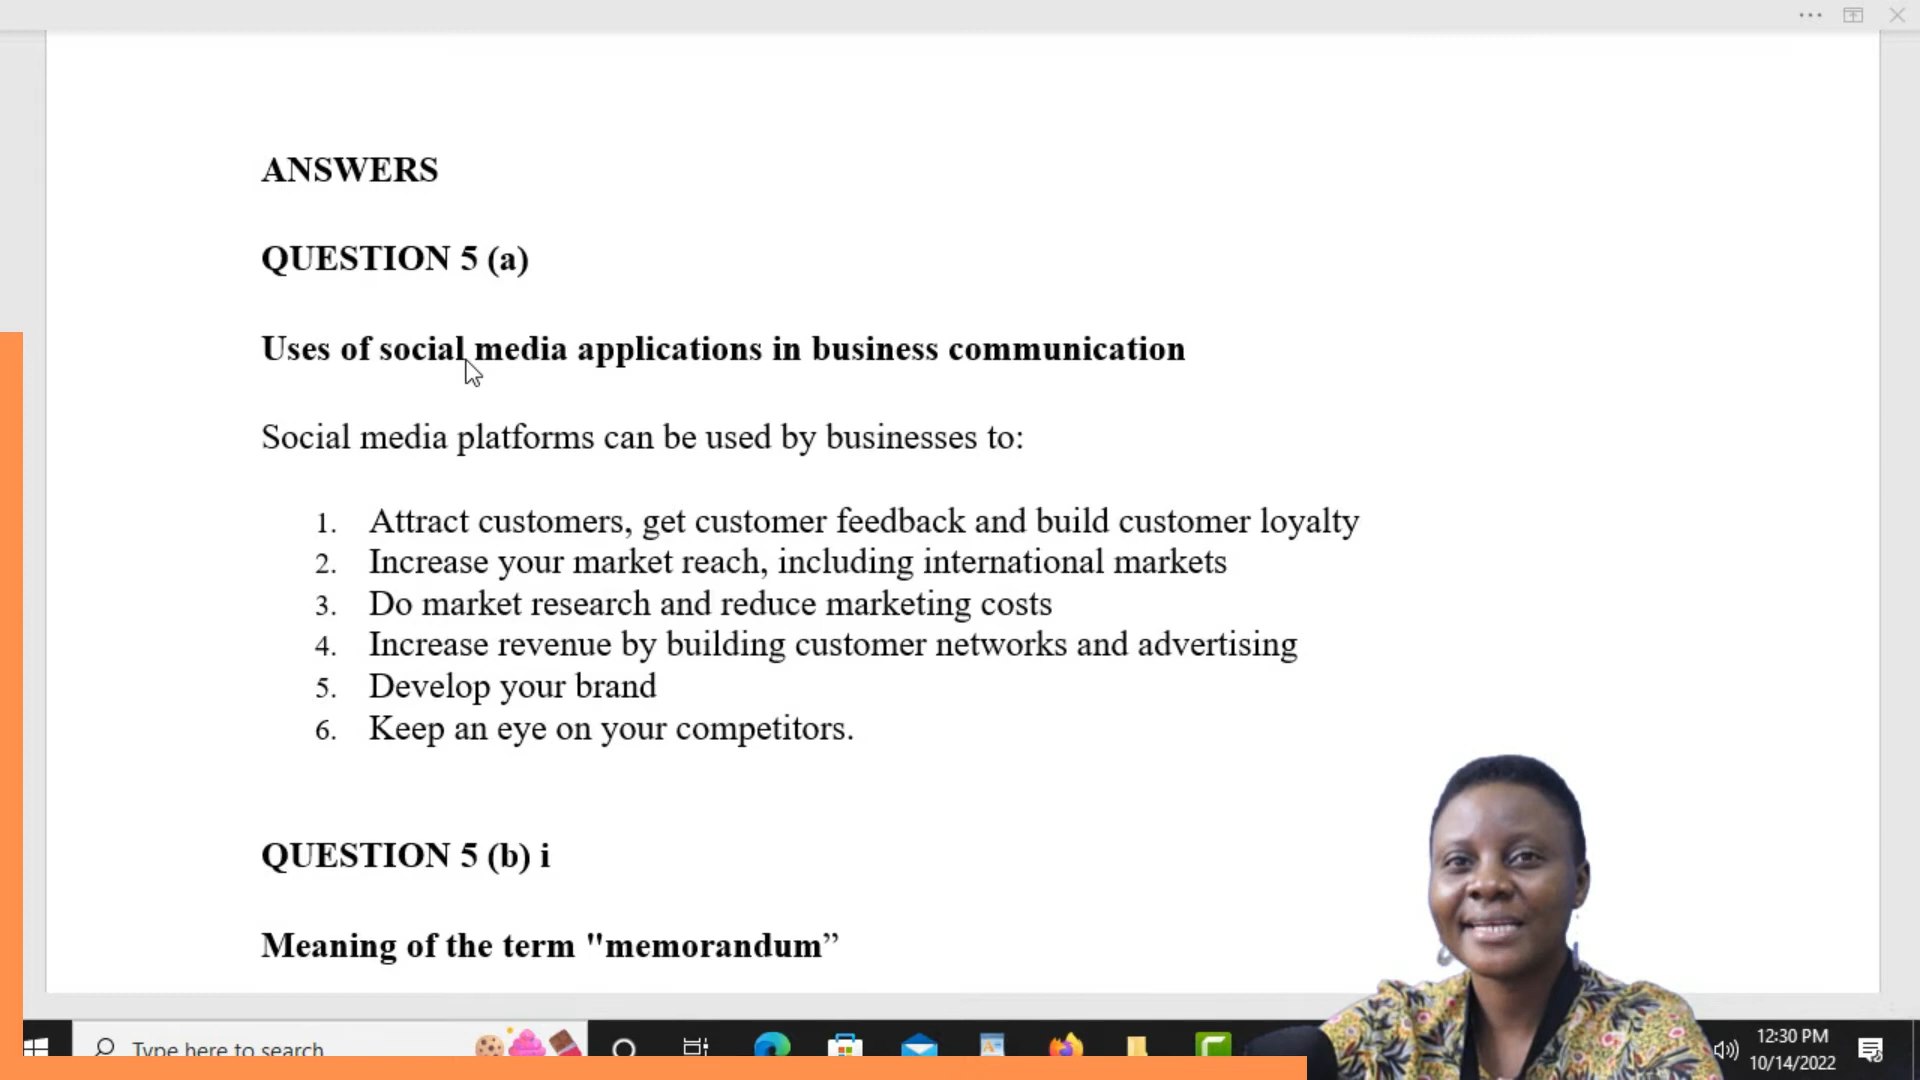 ANSWERS
QUESTION 5 (a)
Uses of social media applications in business communication
Social media platforms can be used by businesses to:
1. Attract customers, get customer feedback and build customer loyalty
2. Increase your market reach, including international markets
3. Do market research and reduce marketing costs
4. Increase revenue by building customer networks and advertising
5. Develop your brand
6. Keep an eye on your competitors.
QUESTION 5 (b) i
Meaning of the term "memorandum”
Type here to search
12:30 PM
10/14/2022